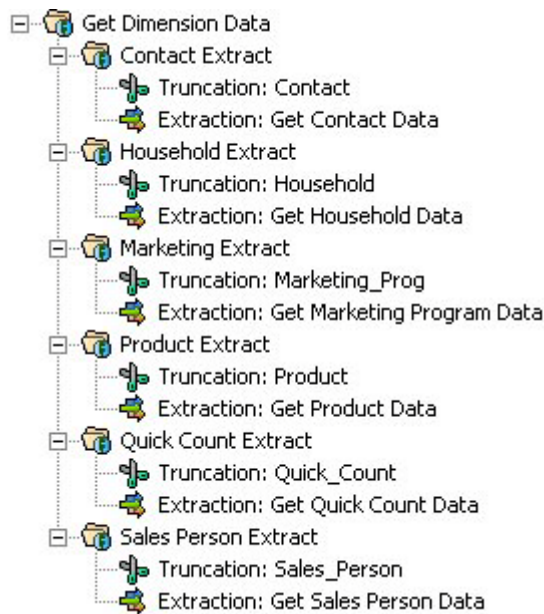 Get Dimension Data
Contact Extract
Truncation: Contact
Extraction: Get Contact Data
Household Extract
Truncation: Household
Extraction: Get Household Data
Marketing Extract
Truncation: Marketing_Prog
Extraction: Get Marketing Program Data
Product Extract
Truncation: Product
Extraction: Get Product Data
Quick Count Extract
Truncation: Quick_Count
Extraction: Get Quick Count Data
Sales Person Extract
Truncation: Sales_Person
Extraction: Get Sales Person Data